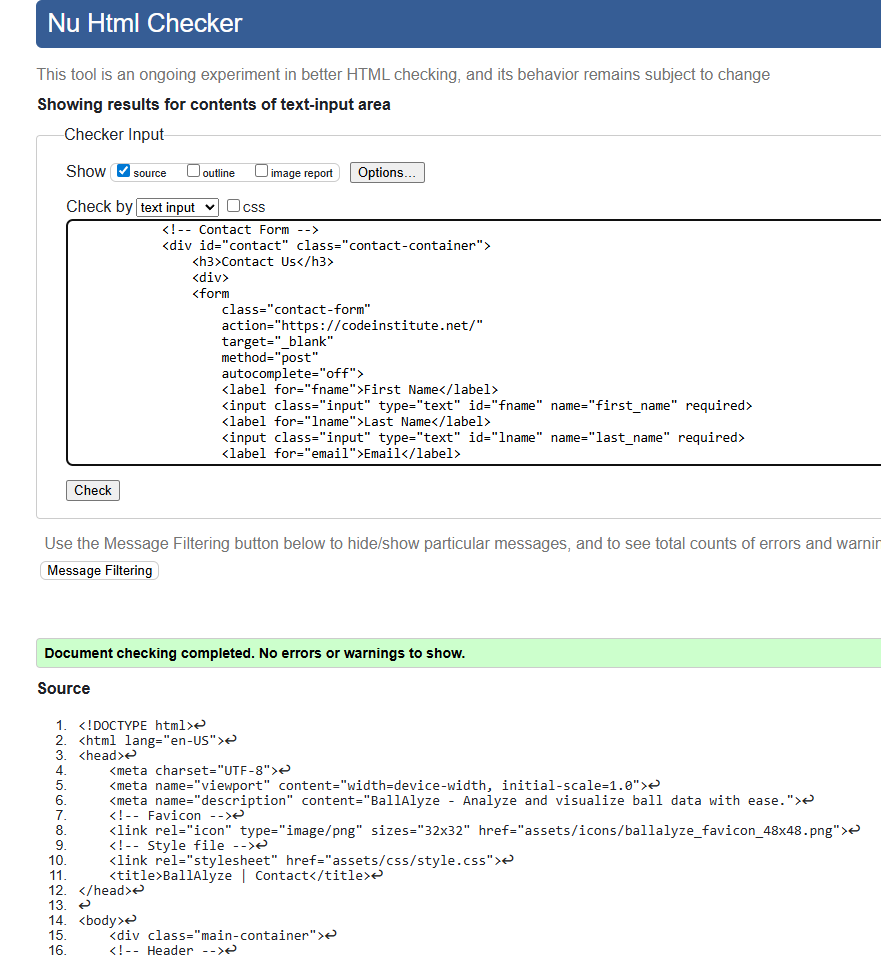 Nu Html Checker
This tool is an ongoing experiment in better HTML checking, and its behavior remains subject to change
Showing results for contents of text-input area
Checker Input
Show source outline image report Options...
Check by text input css
<!-- Contact Form -->
<div id="contact" class="contact-container">
<h3>Contact Us</h3>
<div>
<form
class="contact-form"
action="https://codeinstitute.net/"
target="_blank"
method="post"
autocomplete="off">
<label for="fname">First Name</label>
<input class="input" type="text" id="fname" name="first_name" required>
<label for="lname">Last Name</label>
<input class="input" type="text" id="lname" name="last_name" required>
<label for="email">Email</label>
Check
Use the Message Filtering button below to hide/show particular messages, and to see total counts of errors and
Message Filtering
Document checking completed. No errors or warnings to show.
Source
1. <!DOCTYPE html>↩
2. <html lang="en-US">↩
3. <head>↩
4. <meta charset="UTF-8">↩
5. <meta name="viewport" content="width=device-width, initial-scale=1.0">↩
6. <meta name="description" content="BallAlyze - Analyze and visualize ball data with ease.">↩
7. <!-- Favicon -->↩
8. <link rel="icon" type="image/png" sizes="32x32" href="assets/icons/ballalyze_favicon_48x48.png">↩
9. <!-- Style file -->↩
10. <link rel="stylesheet" href="assets/css/style.css">↩
11. <title>BallAlyze | Contact</title>↩
12. </head>↩
13. ↩
14. <body>↩
15. <div class="main-container">↩
16. <!-- Header -->↩